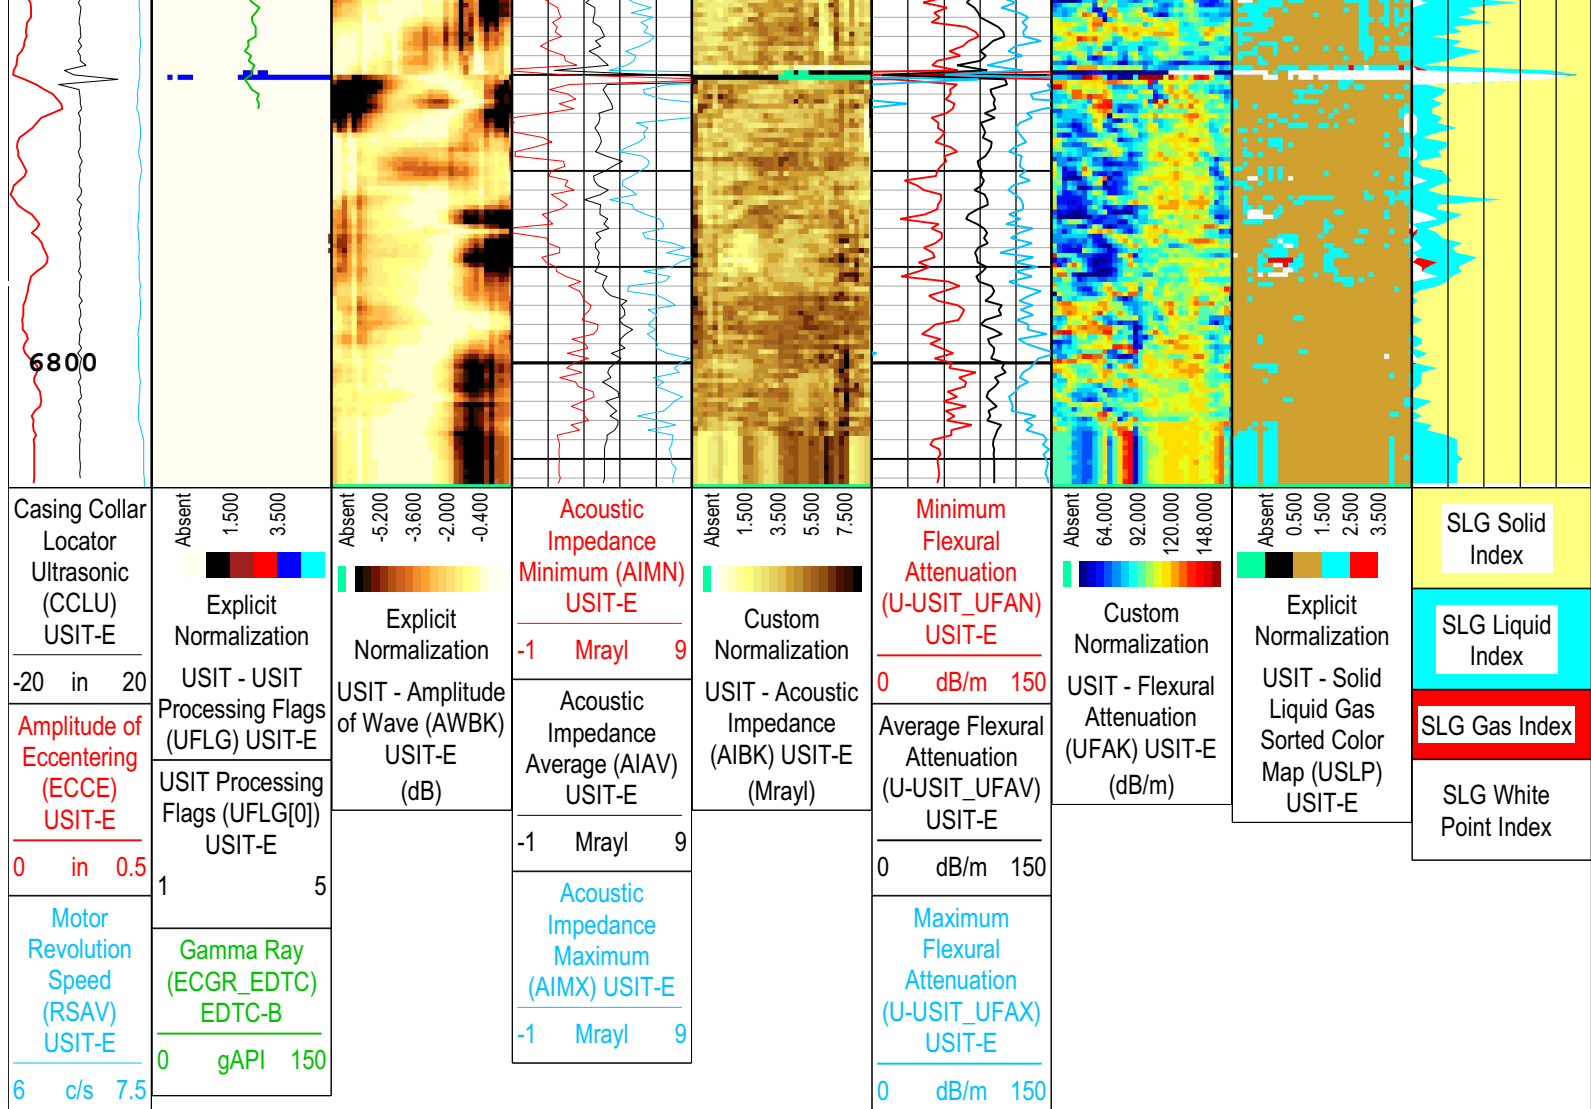 6800
Casing Collar
Locator
Ultrasonic
(CCLU)
USIT-E
-20 in 20
Amplitude of
Eccentering
(ECCE)
USIT-E
0 in 0.5
Motor
Revolution
Speed
(RSAV)
USIT-E
6 c/s 7.5
Absent 1.500 3.500
Explicit
Normalization
USIT - USIT
Processing Flags
(UFLG) USIT-E
USIT Processing
Flags (UFLG[0])
USIT-E
1 5
Gamma Ray
(ECGR_EDTC)
EDTC-B
0 gAPI 150
Absent -5.200 -3.600 -2.000 -0.400
Explicit
Normalization
USIT - Amplitude
of Wave (AWBK)
USIT-E
(dB)
Acoustic
Impedance
Minimum (AIMN)
USIT-E
-1 Mrayl 9
Acoustic
Impedance
Average (AIAV)
USIT-E
-1 Mrayl 9
Acoustic
Impedance
Maximum
(AIMX) USIT-E
-1 Mrayl 9
Absent 1.500 3.500 5.500 7.500
Custom
Normalization
USIT - Acoustic
Impedance
(AIBK) USIT-E
(Mrayl)
Minimum
Flexural
Attenuation
(U-USIT_UFAN)
USIT-E
0 dB/m 150
Average Flexural
Attenuation
(U-USIT_UFAV)
USIT-E
0 dB/m 150
Maximum
Flexural
Attenuation
(U-USIT_UFAX)
USIT-E
0 dB/m 150
Absent 64.000 92.000 120.000 148.000
Custom
Normalization
USIT - Flexural
Attenuation
(UFAK) USIT-E
(dB/m)
Absent 0.500 1.500 2.500 3.500
Explicit
Normalization
USIT - Solid
Liquid Gas
Sorted Color
Map (USLP)
USIT-E
SLG Solid
Index
SLG Liquid
Index
SLG Gas Index
SLG White
Point Index